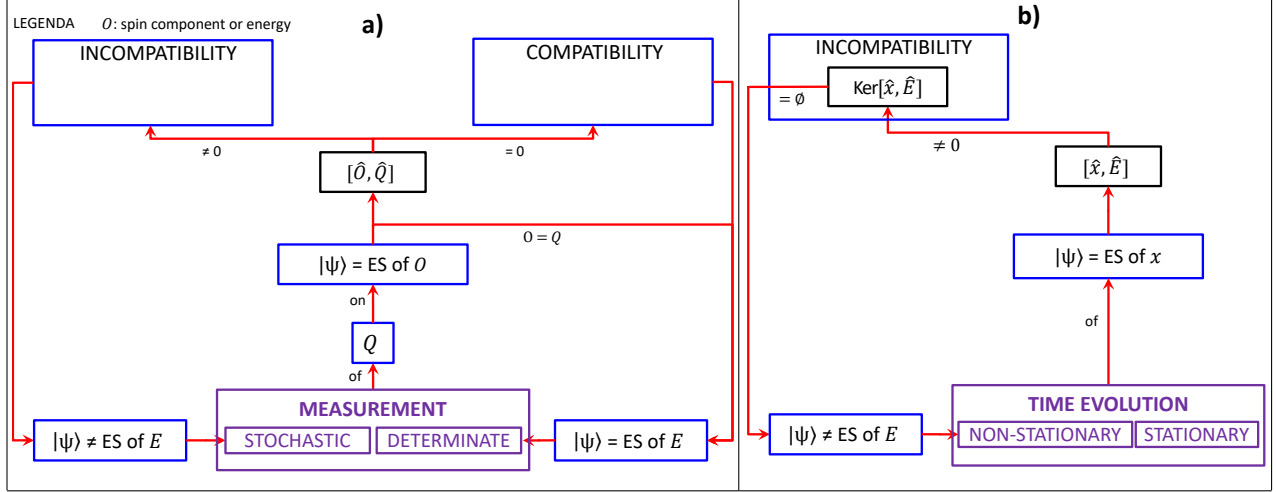 LEGENDA O: spin component or energy
a)
INCOMPATIBILITY
COMPATIBILITY
≠ 0
= 0
[Ô, Q̂]
O = Q
|ψ⟩ = ES of O
on
Q
of
MEASUREMENT
STOCHASTIC
DETERMINATE
|ψ⟩ ≠ ES of E
|ψ⟩ = ES of E
b)
INCOMPATIBILITY
Ker[x̂, Ê]
= ∅
≠ 0
[x̂, Ê]
|ψ⟩ = ES of x
of
TIME EVOLUTION
NON-STATIONARY
STATIONARY
|ψ⟩ ≠ ES of E